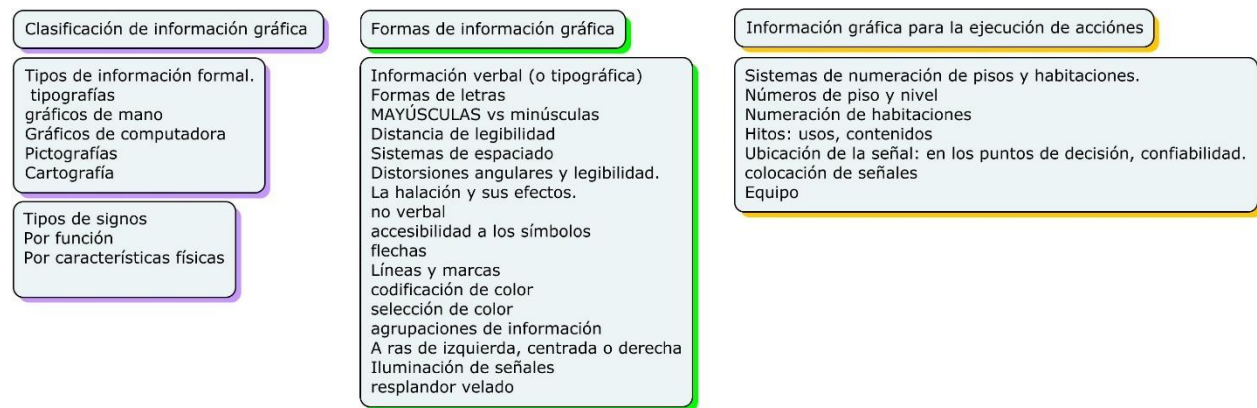 Clasificación de información gráfica
Tipos de información formal.
tipografías
gráficos de mano
Gráficos de computadora
Pictografías
Cartografía
Tipos de signos
Por función
Por características físicas
Formas de información gráfica
Información verbal (o tipográfica)
Formas de letras
MAYÚSCULAS vs minúsculas
Distancia de legibilidad
Sistemas de espaciado
Distorsiones angulares y legibilidad.
La halación y sus efectos.
no verbal
accesibilidad a los símbolos
flechas
Líneas y marcas
codificación de color
selección de color
agrupaciones de información
A ras de izquierda, centrada o derecha
Iluminación de señales
resplandor velado
Información gráfica para la ejecución de acciónes
Sistemas de numeración de pisos y habitaciones.
Números de piso y nivel
Numeración de habitaciones
Hitos: usos, contenidos
Ubicación de la señal: en los puntos de decisión, confiabilidad.
colocación de señales
Equipo